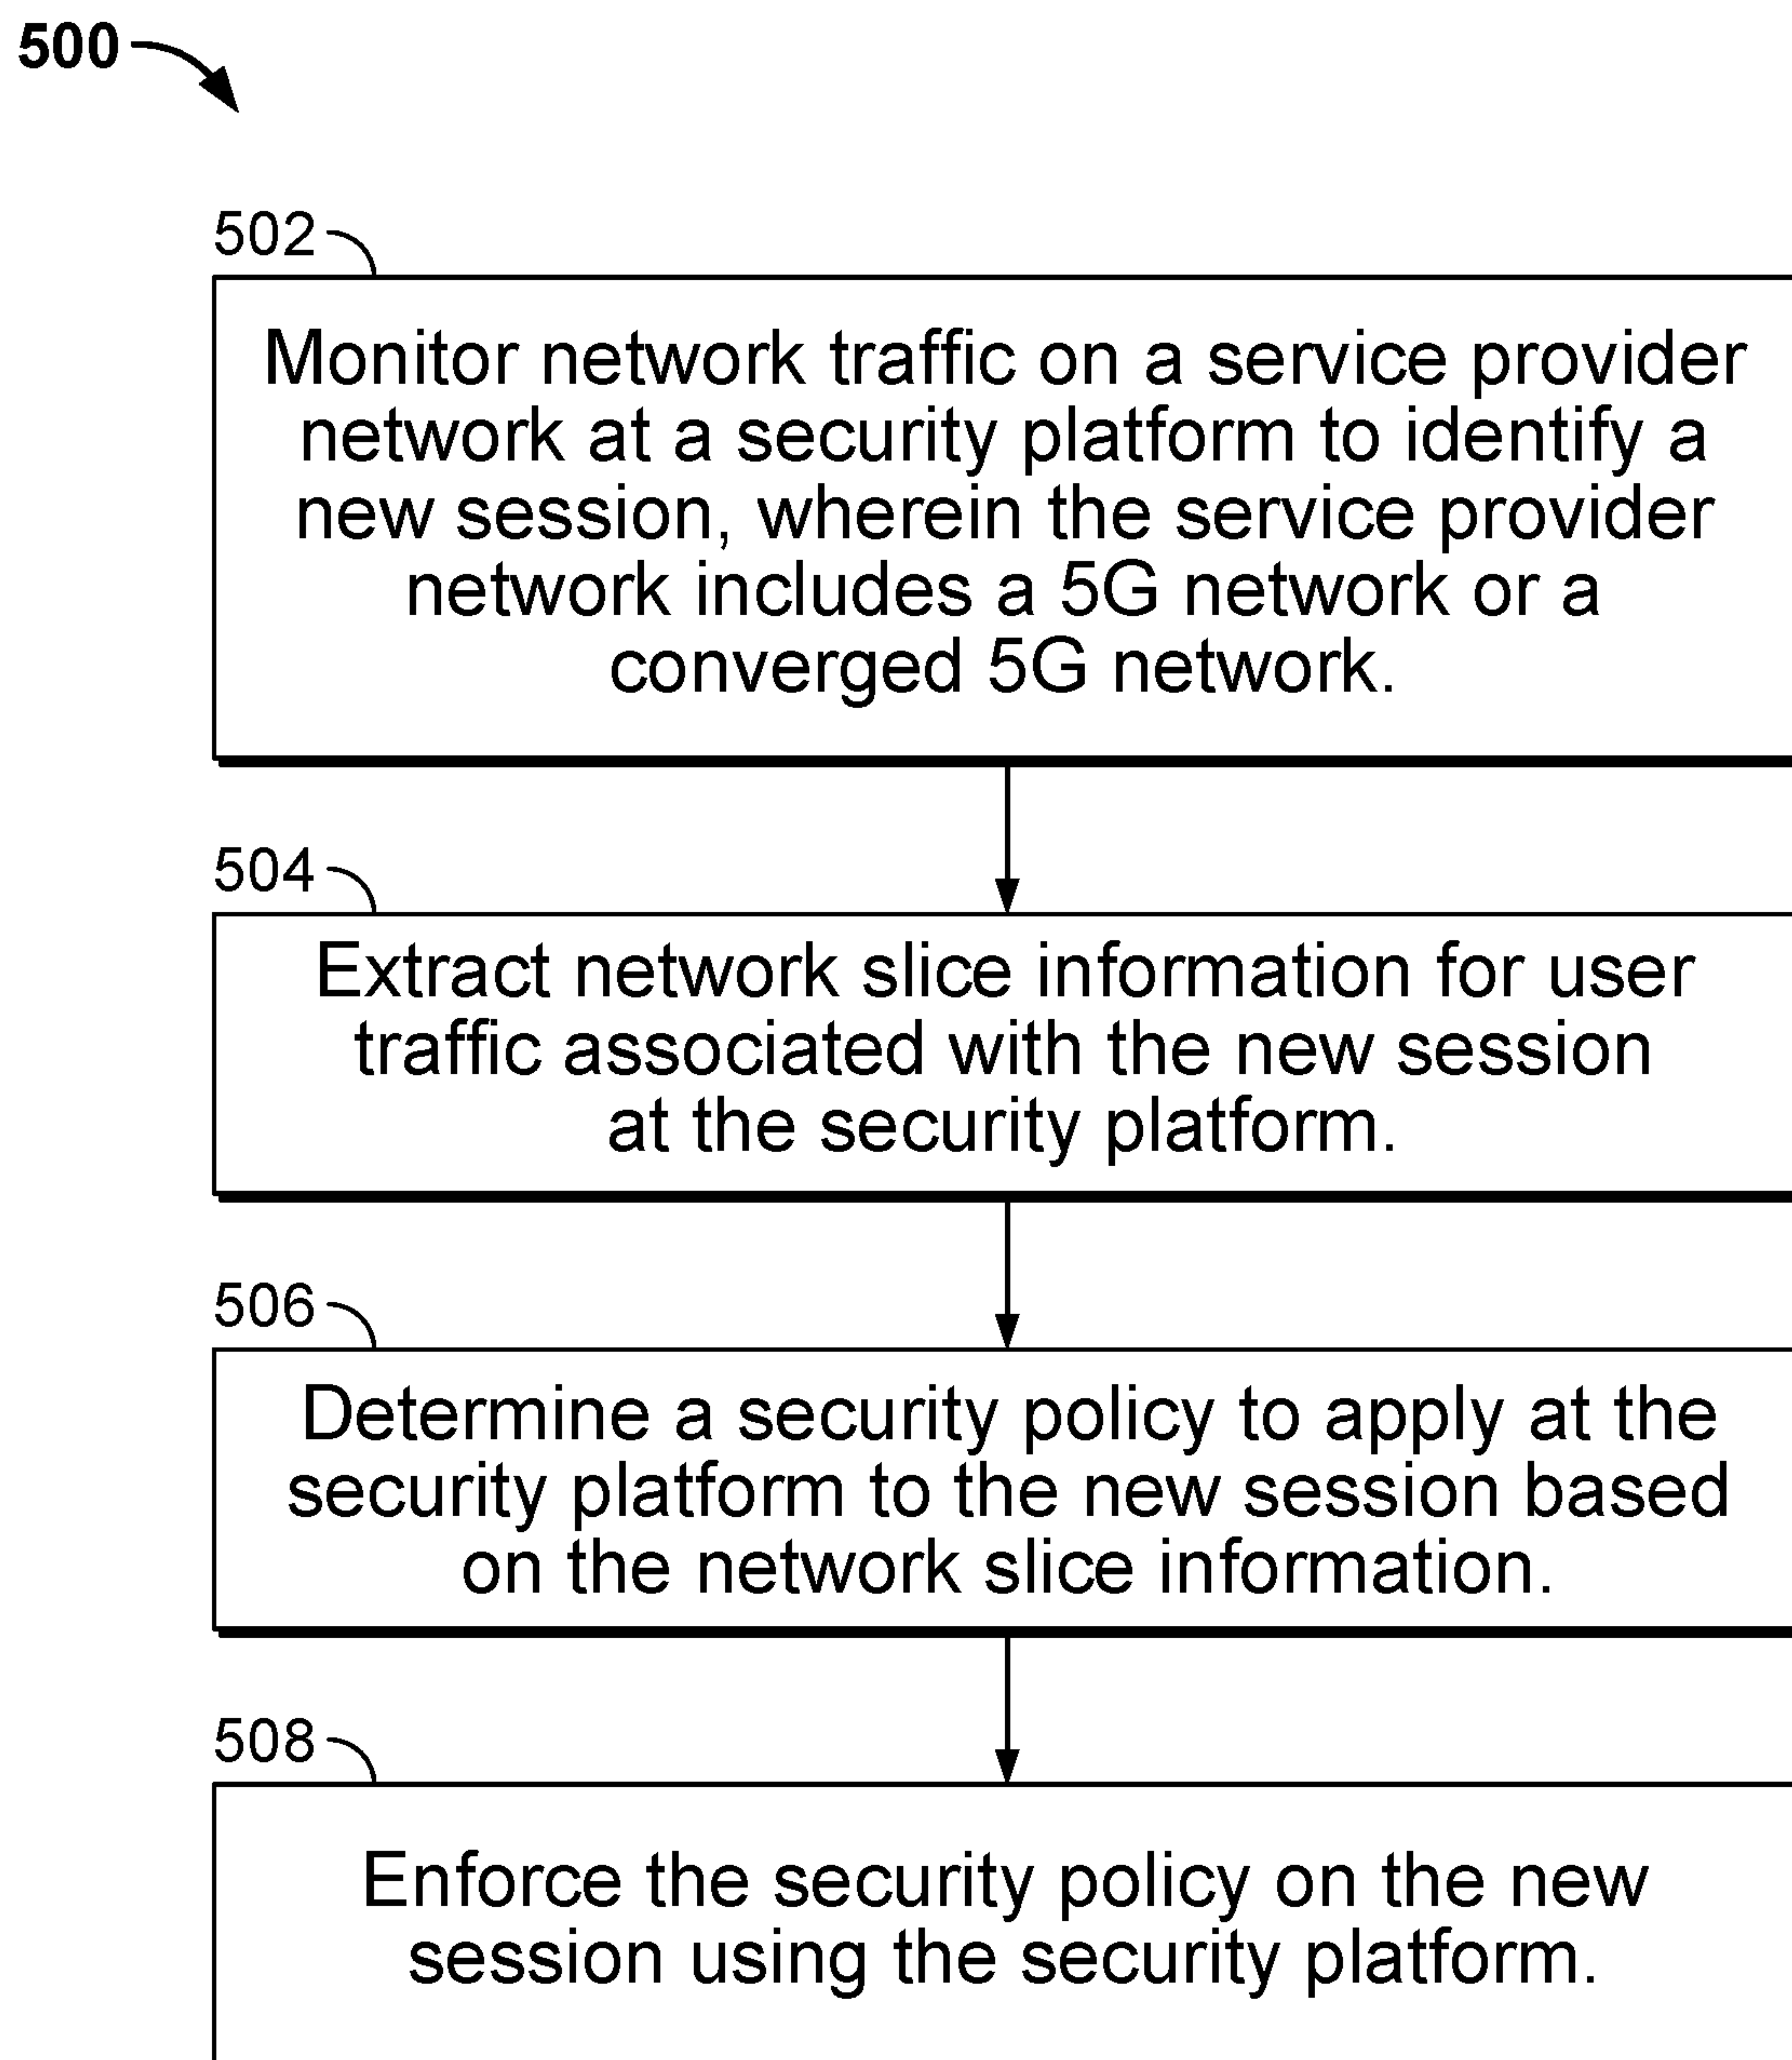 500
502
Monitor network traffic on a service provider
network at a security platform to identify a
new session, wherein the service provider
network includes a 5G network or a
converged 5G network.
504
Extract network slice information for user
traffic associated with the new session
at the security platform.
506
Determine a security policy to apply at the
security platform to the new session based
on the network slice information.
508
Enforce the security policy on the new
session using the security platform.